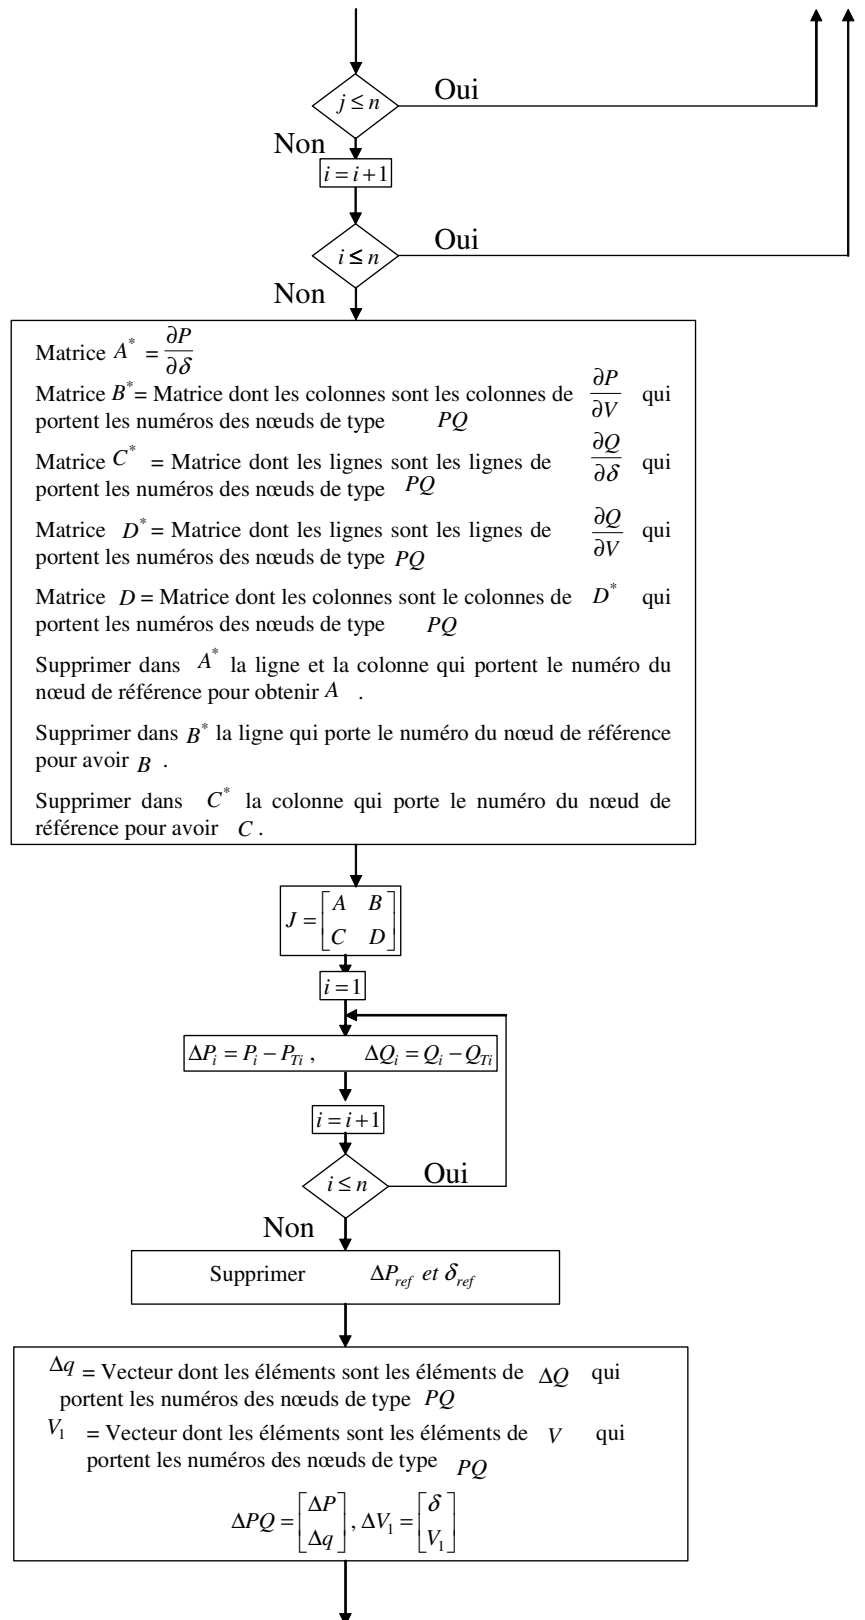 j ≤ n
Oui
Non
i = i+1
i ≤ n
Oui
Non
Matrice A* = ∂P/∂δ
Matrice B* = Matrice dont les colonnes sont les colonnes de ∂P/∂V qui
portent les numéros des nœuds de type PQ
Matrice C* = Matrice dont les lignes sont les lignes de ∂Q/∂δ qui
portent les numéros des nœuds de type PQ
Matrice D* = Matrice dont les lignes sont les lignes de ∂Q/∂V qui
portent les numéros des nœuds de type PQ
Matrice D = Matrice dont les colonnes sont le colonnes de D* qui
portent les numéros des nœuds de type PQ
Supprimer dans A* la ligne et la colonne qui portent le numéro du
nœud de référence pour obtenir A .
Supprimer dans B* la ligne qui porte le numéro du nœud de référence
pour avoir B .
Supprimer dans C* la colonne qui porte le numéro du nœud de
référence pour avoir C .
J = [A B
C D]
i = 1
ΔP_i = P_i − P_Ti , ΔQ_i = Q_i − Q_Ti
i = i+1
i ≤ n
Oui
Non
Supprimer ΔP_ref et δ_ref
Δq = Vecteur dont les éléments sont les éléments de ΔQ qui
portent les numéros des nœuds de type PQ
V_1 = Vecteur dont les éléments sont les éléments de V qui
portent les numéros des nœuds de type PQ
ΔPQ = [ΔP; Δq] , ΔV_1 = [δ; V_1]